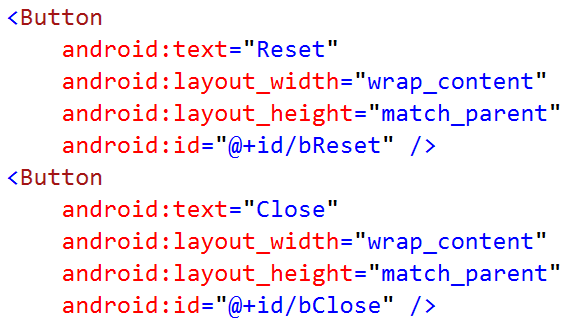 <Button
    android:text="Reset"
    android:layout_width="wrap_content"
    android:layout_height="match_parent"
    android:id="@+id/bReset" />
<Button
    android:text="Close"
    android:layout_width="wrap_content"
    android:layout_height="match_parent"
    android:id="@+id/bClose" />